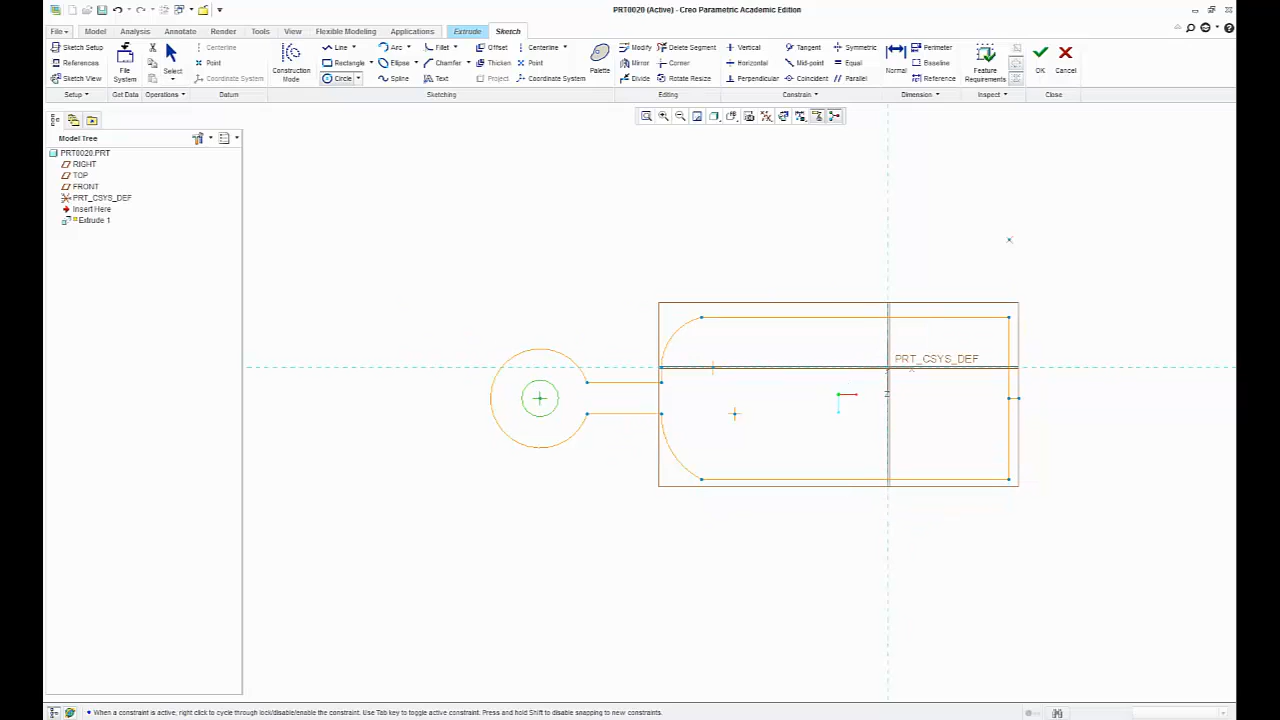 PRT0020 (Active) - Creo Parametric Academic Edition
File Model Analysis Annotate Render Tools View Flexible Modeling Applications Extrude Sketch
Sketch Setup Centerline Line Arc Fillet Offset Centerline Modify Delete Segment Vertical Tangent Symmetric Perimeter
References File System Select Point Construction Mode Rectangle Ellipse Chamfer Thicken Point Palette Mirror Corner Horizontal Mid-point Equal Normal Baseline Feature Requirements OK Cancel
Sketch View Coordinate System Circle Spline Text Project Coordinate System Divide Rotate Resize Perpendicular Coincident Parallel Reference
Setup Get Data Operations Datum Sketching Editing Constrain Dimension Inspect Close
Model Tree
PRT0020.PRT
RIGHT
TOP
FRONT
PRT_CSYS_DEF
Insert Here
Extrude 1
PRT_CSYS_DEF
Z
When a constraint is active, right click to cycle through lock/disable/enable the constraint. Use Tab key to toggle active constraint. Press and hold Shift to disable snapping to new constraints.